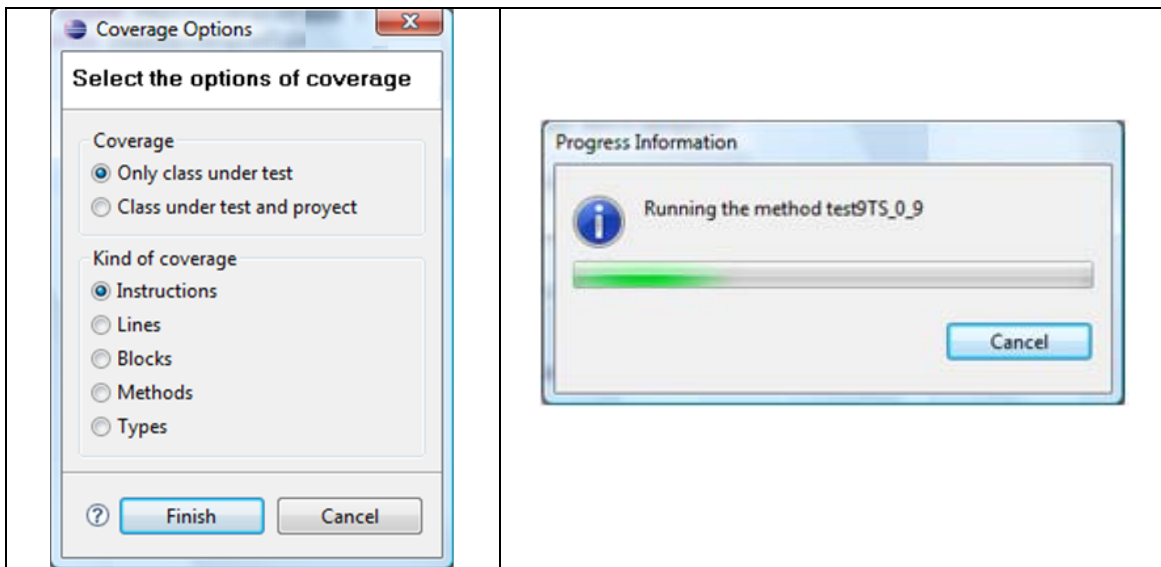 Coverage Options
Select the options of coverage
Coverage
Only class under test
Class under test and proyect
Kind of coverage
Instructions
Lines
Blocks
Methods
Types
Finish
Cancel
Progress Information
Running the method test9TS_0_9
Cancel